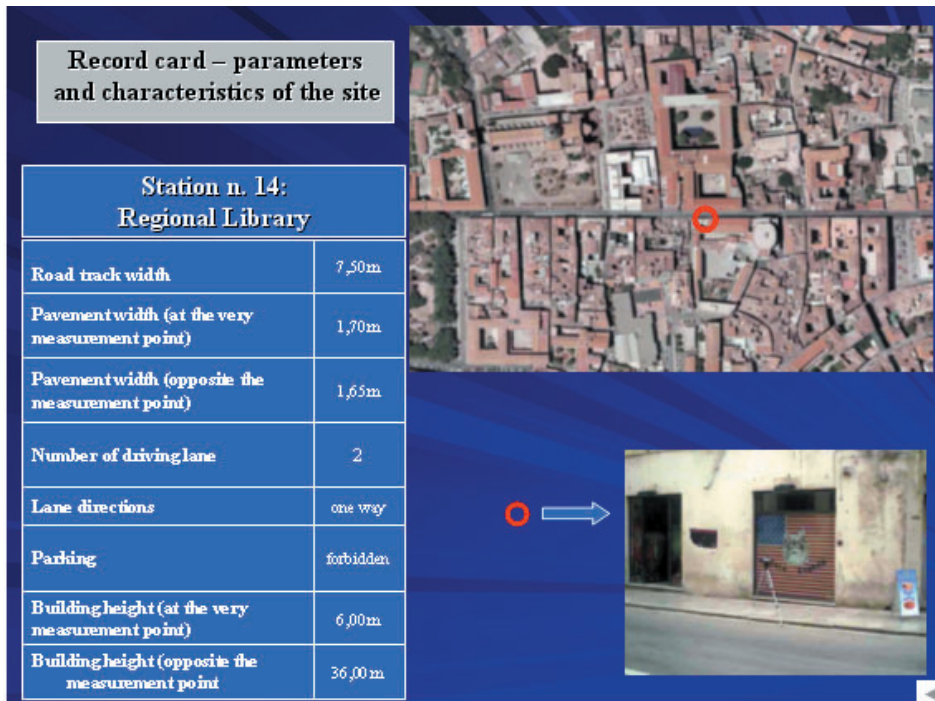 Record card – parameters
and characteristics of the site
Station n. 14:
Regional Library
Road track width 7,50m
Pavement width (at the very
measurement point) 1,70m
Pavement width (opposite the
measurement point) 1,65m
Number of driving lane 2
Lane directions one way
Parking forbidden
Building height (at the very
measurement point) 6,00m
Building height (opposite the
measurement point 36,00m